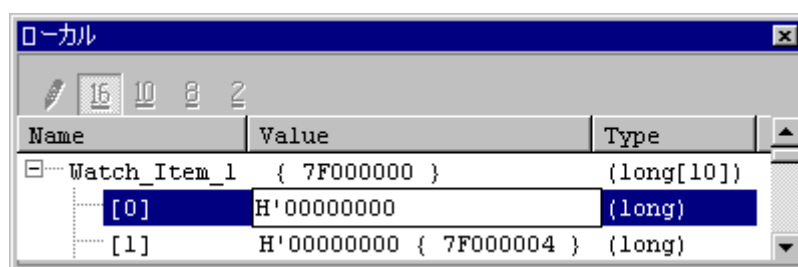 ローカル
16 10 8 2
Name Value Type
Watch_Item_1 { 7F000000 } (long[10])
[0] H'00000000 (long)
[1] H'00000000 { 7F000004 } (long)